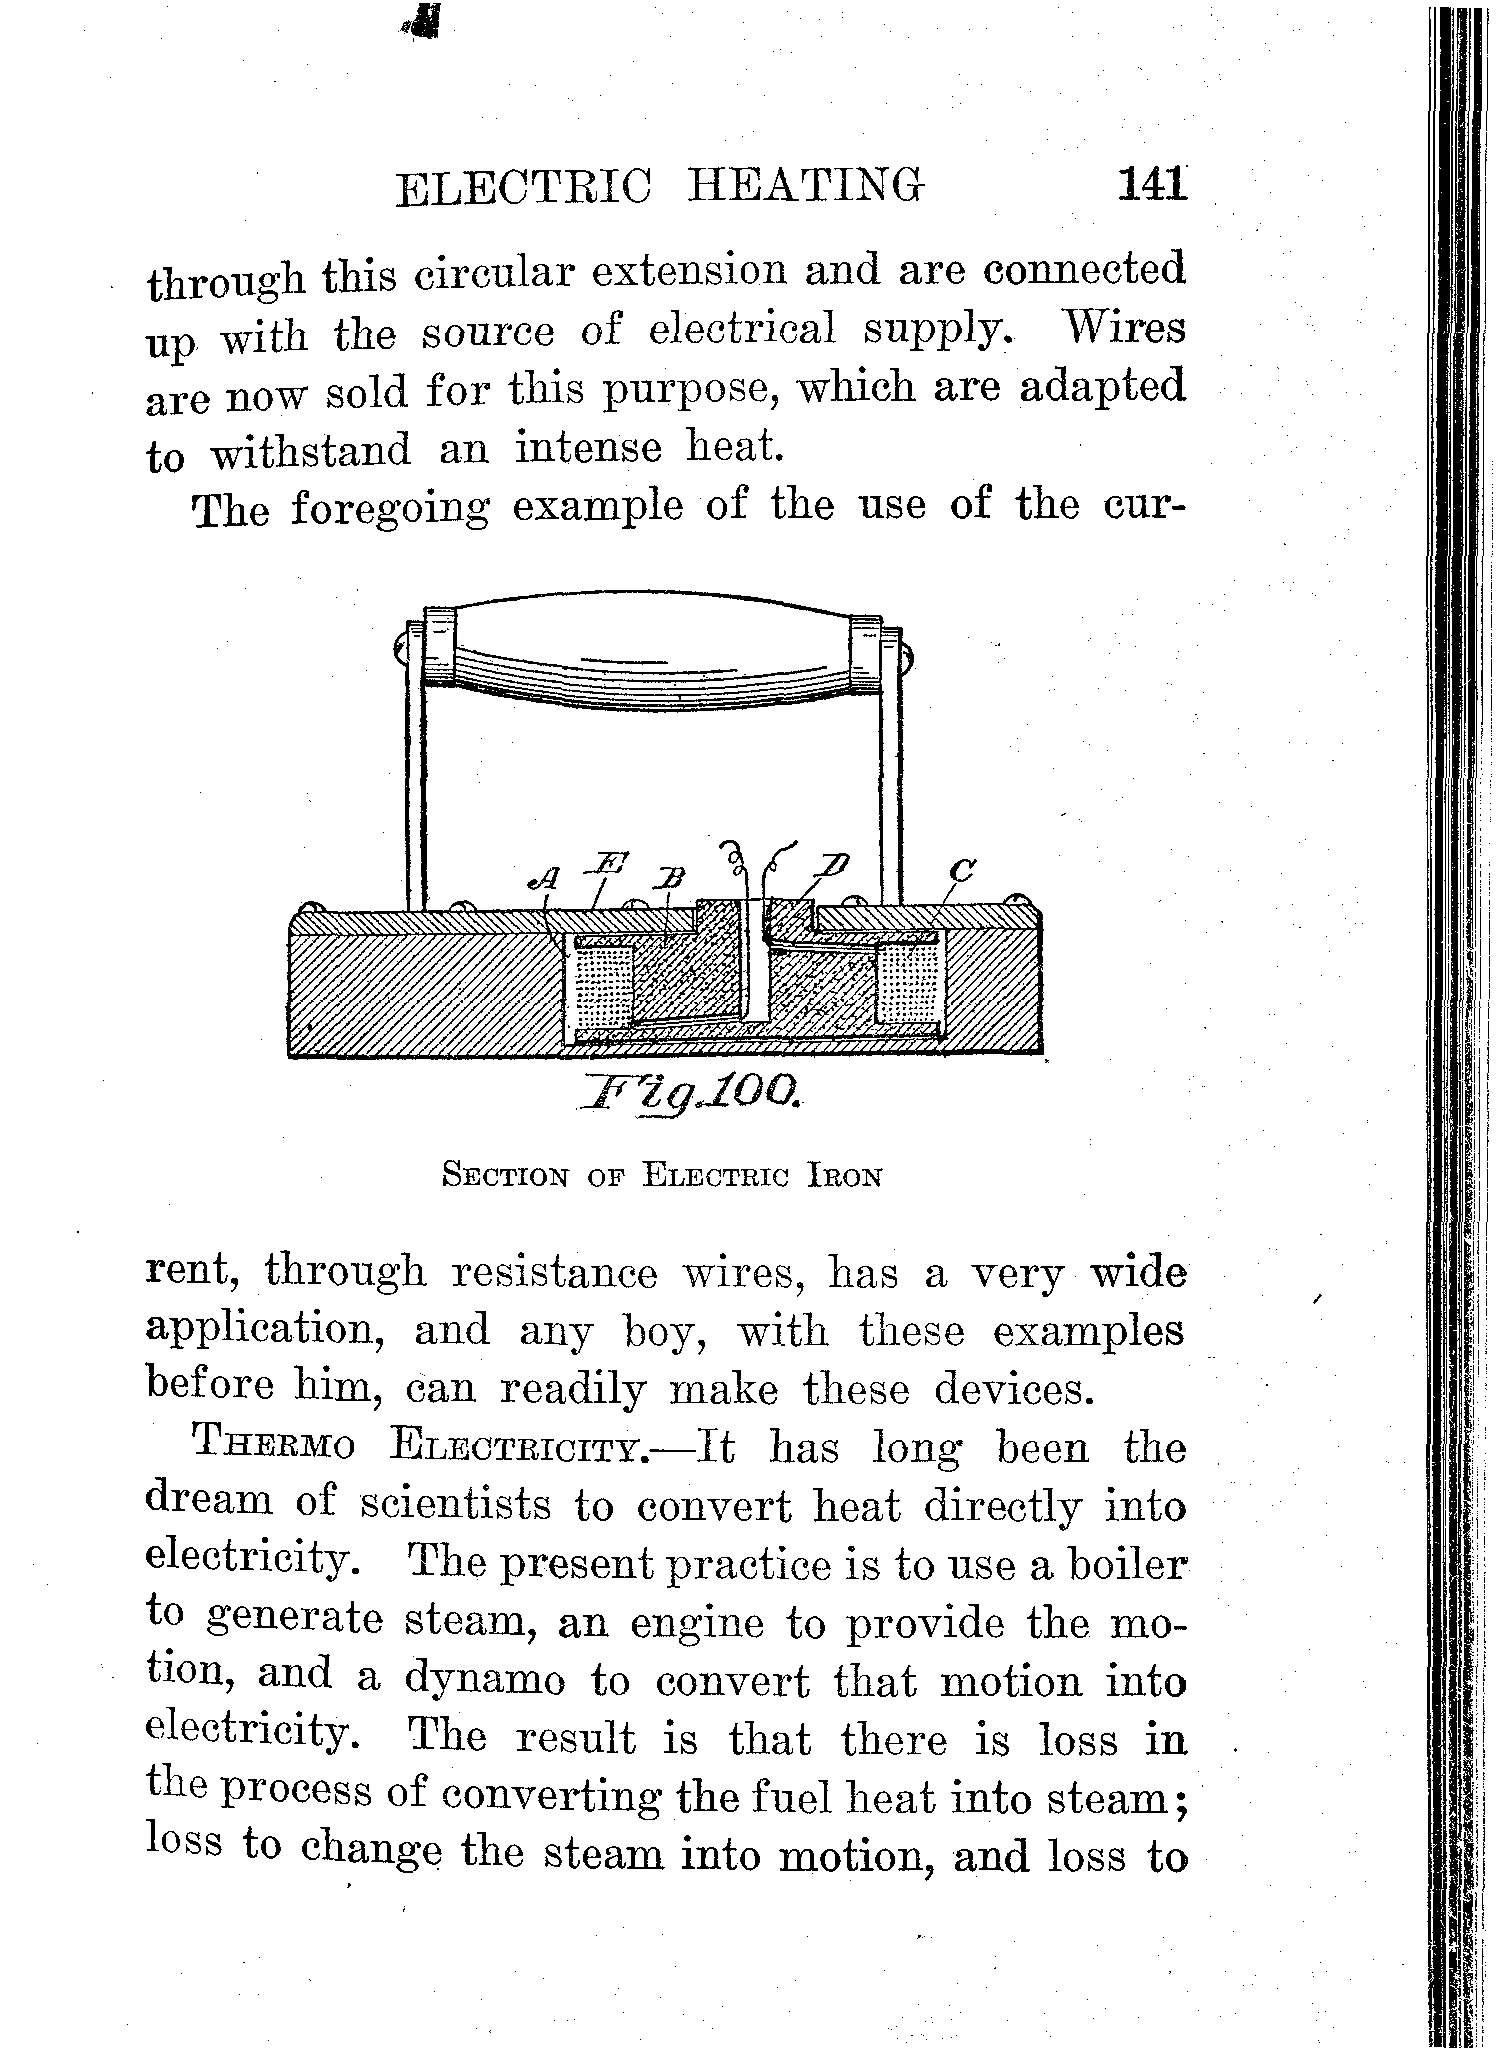 ELECTRIC HEATING 141
through this circular extension and are connected
up with the source of electrical supply. Wires
are now sold for this purpose, which are adapted
to withstand an intense heat.
The foregoing example of the use of the cur-
A E B D C
Fig. 100.
SECTION OF ELECTRIC IRON
rent, through resistance wires, has a very wide
application, and any boy, with these examples
before him, can readily make these devices.
THERMO ELECTRICITY.—It has long been the
dream of scientists to convert heat directly into
electricity. The present practice is to use a boiler
to generate steam, an engine to provide the mo-
tion, and a dynamo to convert that motion into
electricity. The result is that there is loss in
the process of converting the fuel heat into steam;
loss to change the steam into motion, and loss to